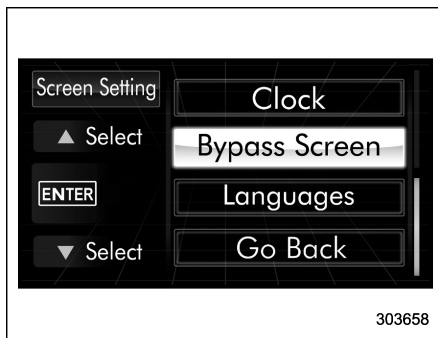 Screen Setting
▲ Select
ENTER
▼ Select
Clock
Bypass Screen
Languages
Go Back
303658